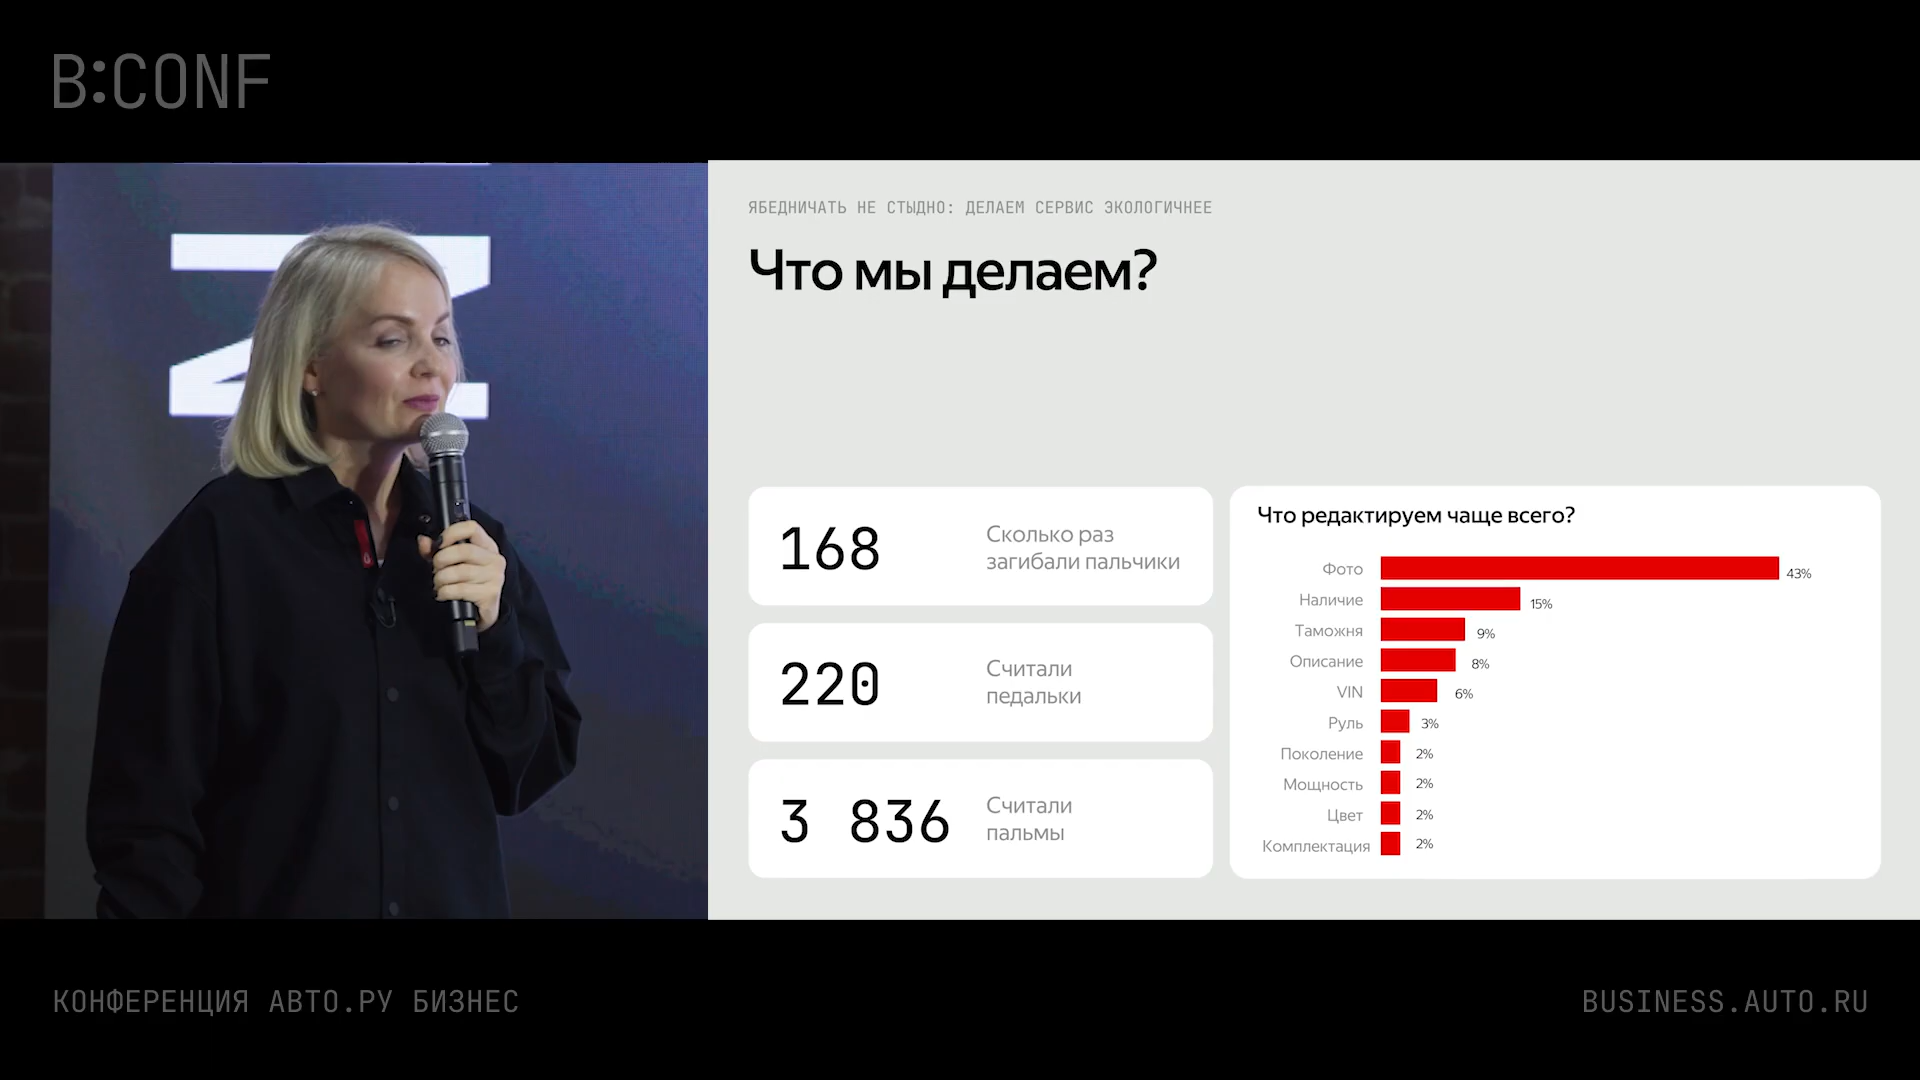 B:CONF
ЯБЕДНИЧАТЬ НЕ СТЫДНО: ДЕЛАЕМ СЕРВИС ЭКОЛОГИЧНЕЕ
Что мы делаем?
168
Сколько раз
загибали пальчики
220
Считали
педальки
3 836
Считали
пальмы
Что редактируем чаще всего?
Фото 43%
Наличие 15%
Таможня 9%
Описание 8%
VIN 6%
Руль 3%
Поколение 2%
Мощность 2%
Цвет 2%
Комплектация 2%
КОНФЕРЕНЦИЯ АВТО.РУ БИЗНЕС
BUSINESS.AUTO.RU